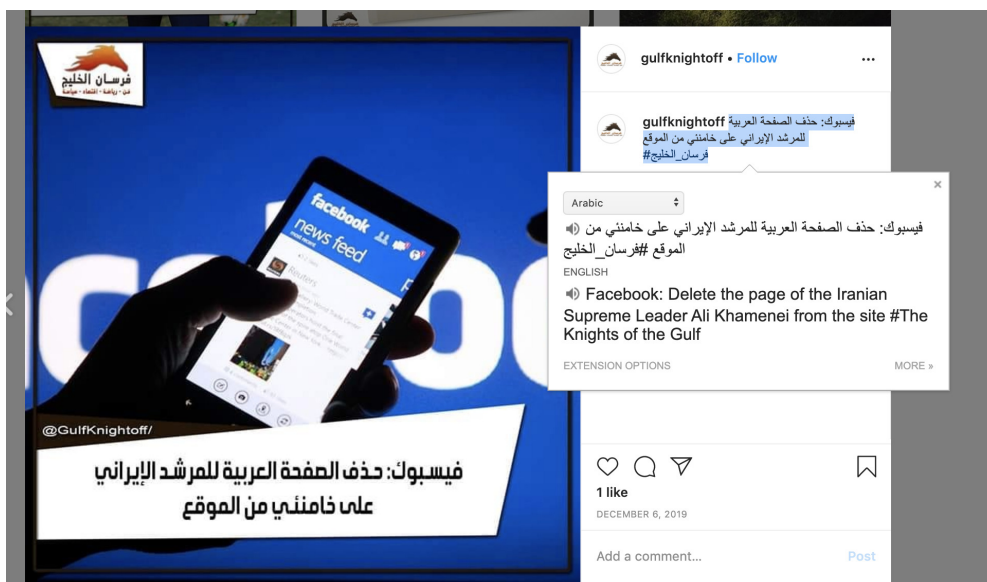 فرسان الخليج
فن - رياضة - اقتصاد - سياسة
facebook
news feed
most recent
Reuters
@GulfKnightoff/
فيسبوك: حذف الصفحة العربية للمرشد الإيراني
على خامنئي من الموقع
gulfknightoff • Follow
gulfknightoff فيسبوك: حذف الصفحة العربية
للمرشد الإيراني على خامنئي من الموقع
#فرسان_الخليج
Arabic
فيسبوك: حذف الصفحة العربية للمرشد الإيراني على خامنئي من
الموقع #فرسان_الخليج
ENGLISH
Facebook: Delete the page of the Iranian
Supreme Leader Ali Khamenei from the site #The
Knights of the Gulf
EXTENSION OPTIONS
MORE »
1 like
DECEMBER 6, 2019
Add a comment...
Post